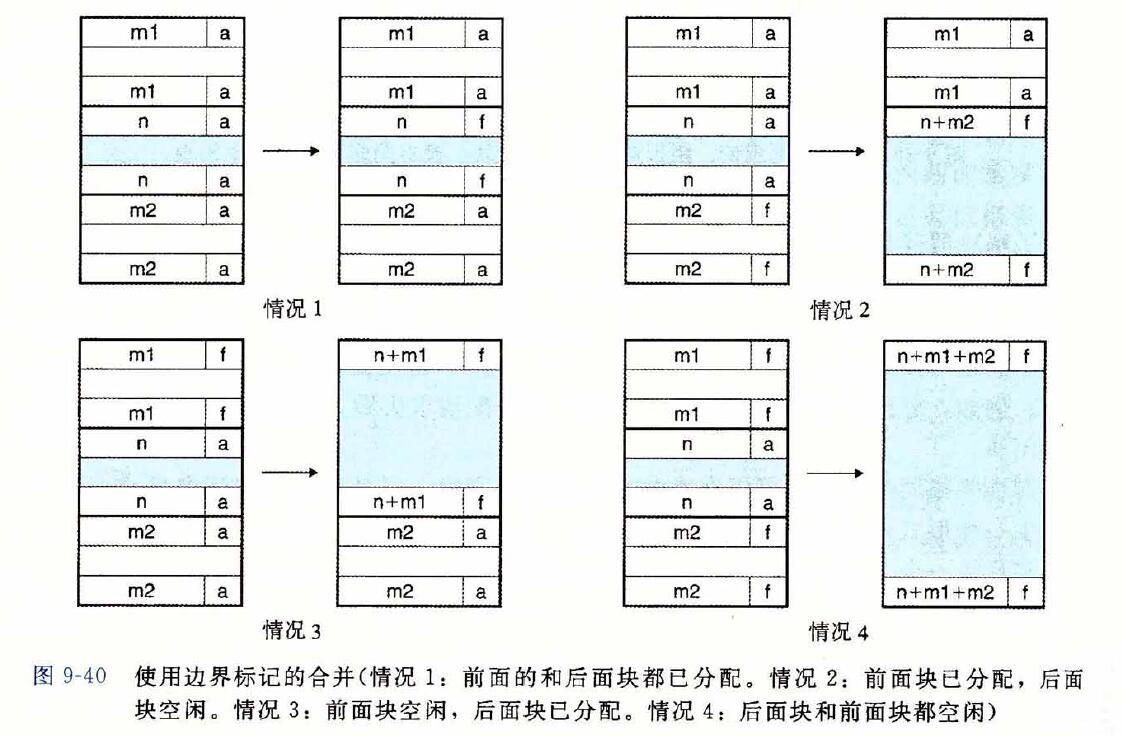 m1 a m1 a m1 a m1 a
m1 a m1 a m1 a m1 a
n a n f n a n+m2 f
n a n f n a
m2 a m2 a m2 f
m2 a m2 a m2 f n+m2 f
情况 1 情况 2
m1 f n+m1 f m1 f n+m1+m2 f
m1 f m1 f
n a n a
n a n+m1 f n a
m2 a m2 a m2 f
m2 a m2 a m2 f n+m1+m2 f
情况 3 情况 4
图 9-40 使用边界标记的合并(情况 1：前面的和后面块都已分配。情况 2：前面块已分配，后面
块空闲。情况 3：前面块空闲，后面块已分配。情况 4：后面块和前面块都空闲)